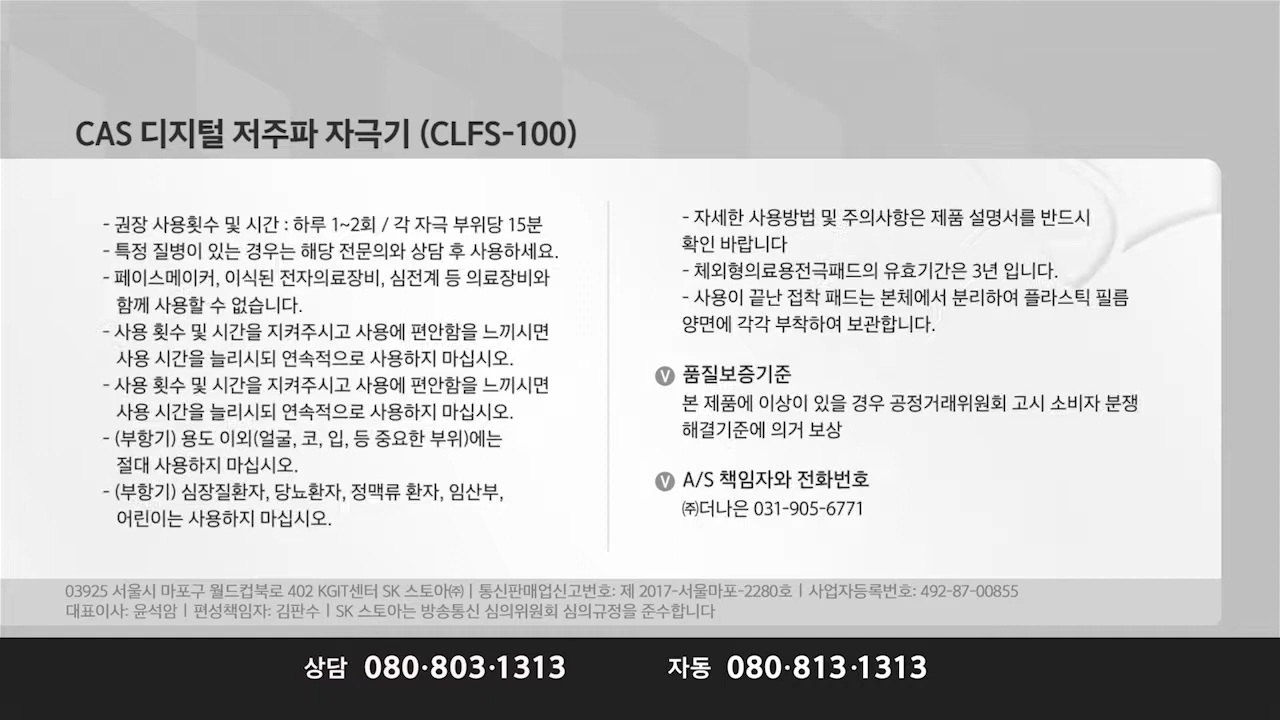 CAS 디지털 저주파 자극기 (CLFS-100)
- 권장 사용횟수 및 시간 : 하루 1~2회 / 각 자극 부위당 15분
- 특정 질병이 있는 경우는 해당 전문의와 상담 후 사용하세요.
- 페이스메이커, 이식된 전자의료장비, 심전계 등 의료장비와
함께 사용할 수 없습니다.
- 사용 횟수 및 시간을 지켜주시고 사용에 편안함을 느끼시면
사용 시간을 늘리시되 연속적으로 사용하지 마십시오.
- 사용 횟수 및 시간을 지켜주시고 사용에 편안함을 느끼시면
사용 시간을 늘리시되 연속적으로 사용하지 마십시오.
- (부항기) 용도 이외(얼굴, 코, 입, 등 중요한 부위)에는
절대 사용하지 마십시오.
- (부항기) 심장질환자, 당뇨환자, 정맥류 환자, 임산부,
어린이는 사용하지 마십시오.
- 자세한 사용방법 및 주의사항은 제품 설명서를 반드시
확인 바랍니다
- 체외형의료용전극패드의 유효기간은 3년 입니다.
- 사용이 끝난 접착 패드는 본체에서 분리하여 플라스틱 필름
양면에 각각 부착하여 보관합니다.
V 품질보증기준
본 제품에 이상이 있을 경우 공정거래위원회 고시 소비자 분쟁
해결기준에 의거 보상
V A/S 책임자와 전화번호
㈜더나은 031-905-6771
03925 서울시 마포구 월드컵북로 402 KGIT센터 SK 스토아㈜ | 통신판매업신고번호: 제 2017-서울마포-2280호 | 사업자등록번호: 492-87-00855
대표이사: 윤석암 | 편성책임자: 김판수 | SK 스토아는 방송통신 심의위원회 심의규정을 준수합니다
상담 080·803·1313 자동 080·813·1313